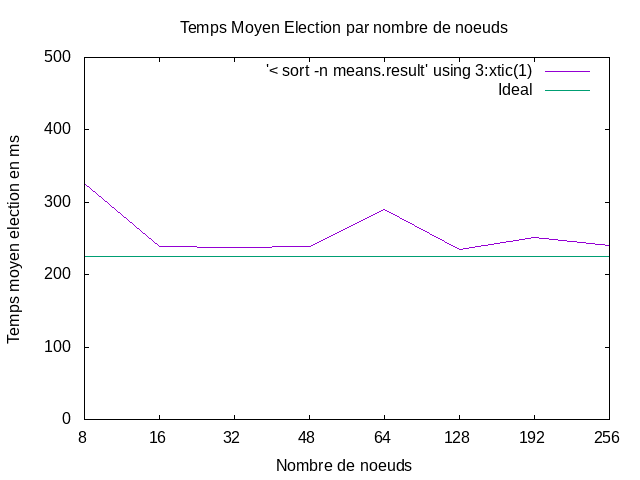 Temps Moyen Election par nombre de noeuds
'< sort -n means.result' using 3:xtic(1)
Ideal
500
400
300
200
100
0
Temps moyen election en ms
8 16 32 48 64 128 192 256
Nombre de noeuds